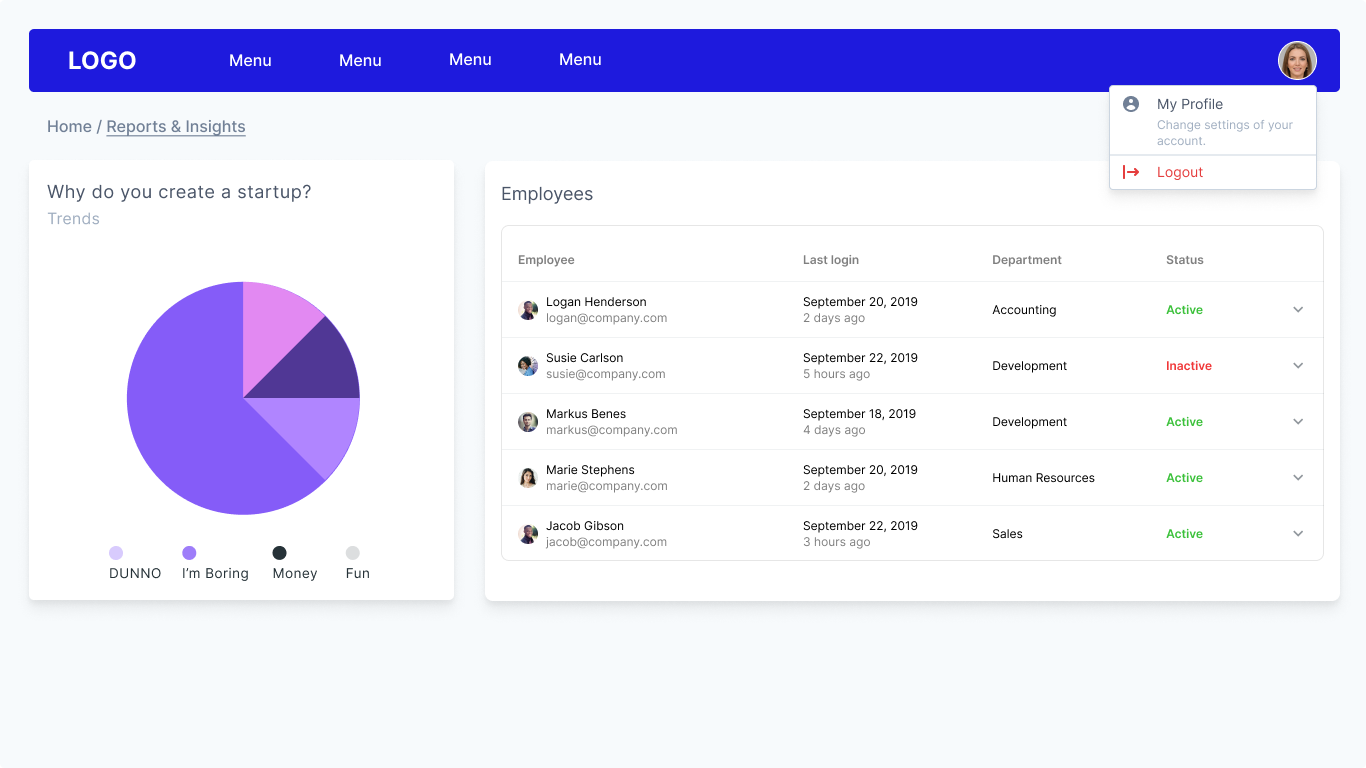 LOGO
Menu
Menu
Menu
Menu
My Profile
Change settings of your
account.
Logout
Home / Reports & Insights
Why do you create a startup?
Trends
DUNNO
I’m Boring
Money
Fun
Employees
Employee Last login Department Status
Logan Henderson
logan@company.com
September 20, 2019
2 days ago
Accounting
Active
Susie Carlson
susie@company.com
September 22, 2019
5 hours ago
Development
Inactive
Markus Benes
markus@company.com
September 18, 2019
4 days ago
Development
Active
Marie Stephens
marie@company.com
September 20, 2019
2 days ago
Human Resources
Active
Jacob Gibson
jacob@company.com
September 22, 2019
3 hours ago
Sales
Active